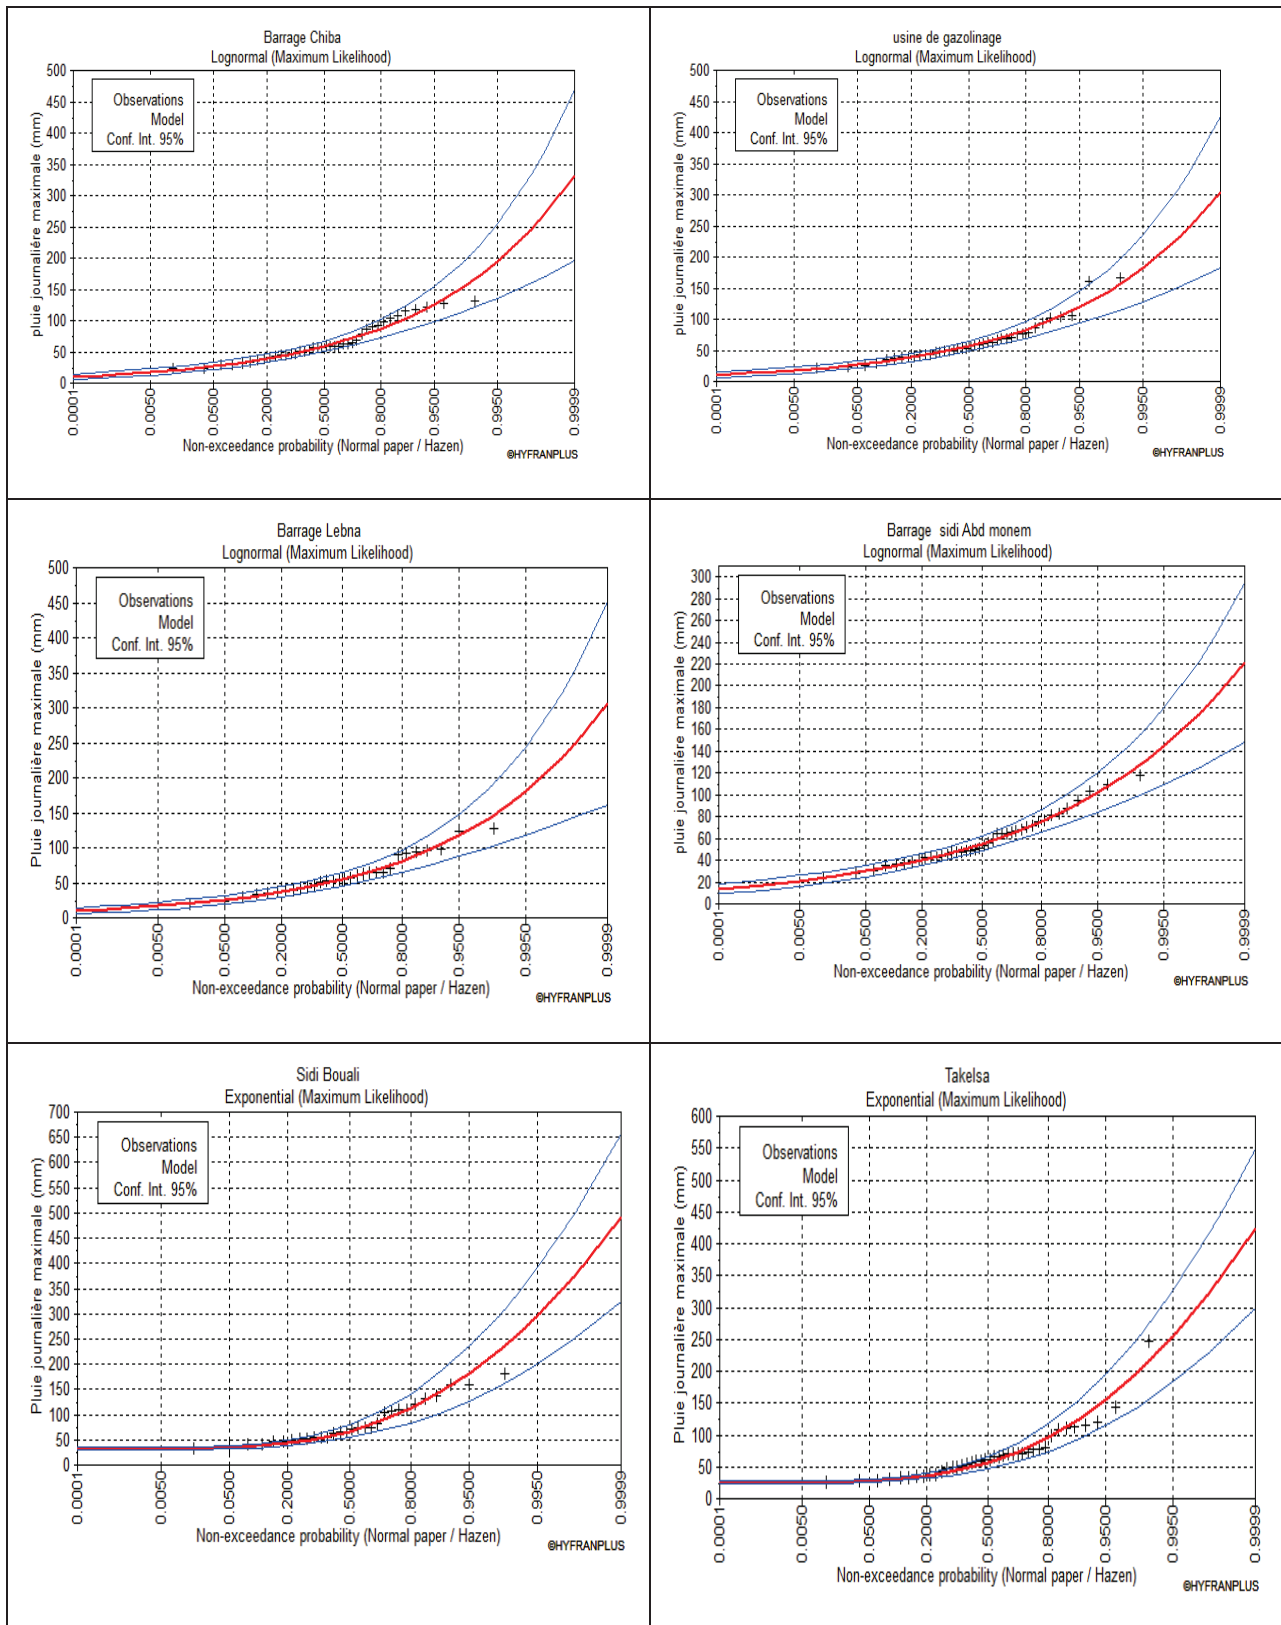 Barrage Chiba
Lognormal (Maximum Likelihood)
500
450
400
350
300
250
200
150
100
50
0
pluie journalière maximale (mm)
Observations
Model
Conf. Int. 95%
0.0001
0.0050
0.0500
0.2000
0.5000
0.8000
0.9500
0.9950
0.9999
Non-exceedance probability (Normal paper / Hazen)
©HYFRANPLUS
usine de gazolinage
Lognormal (Maximum Likelihood)
500
450
400
350
300
250
200
150
100
50
0
pluie journalière maximale (mm)
Observations
Model
Conf. Int. 95%
0.0001
0.0050
0.0500
0.2000
0.5000
0.8000
0.9500
0.9950
0.9999
Non-exceedance probability (Normal paper / Hazen)
©HYFRANPLUS
Barrage Lebna
Lognormal (Maximum Likelihood)
500
450
400
350
300
250
200
150
100
50
0
Pluie journalière maximale (mm)
Observations
Model
Conf. Int. 95%
0.0001
0.0050
0.0500
0.2000
0.5000
0.8000
0.9500
0.9950
0.9999
Non-exceedance probability (Normal paper / Hazen)
©HYFRANPLUS
Barrage sidi Abd monem
Lognormal (Maximum Likelihood)
300
280
260
240
220
200
180
160
140
120
100
80
60
40
20
0
pluie journalière maximale (mm)
Observations
Model
Conf. Int. 95%
0.0001
0.0050
0.0500
0.2000
0.5000
0.8000
0.9500
0.9950
0.9999
Non-exceedance probability (Normal paper / Hazen)
©HYFRANPLUS
Sidi Bouali
Exponential (Maximum Likelihood)
700
650
600
550
500
450
400
350
300
250
200
150
100
50
0
Pluie journalière maximale (mm)
Observations
Model
Conf. Int. 95%
0.0001
0.0050
0.0500
0.2000
0.5000
0.8000
0.9500
0.9950
0.9999
Non-exceedance probability (Normal paper / Hazen)
©HYFRANPLUS
Takelsa
Exponential (Maximum Likelihood)
600
550
500
450
400
350
300
250
200
150
100
50
0
Pluie journalière maximale (mm)
Observations
Model
Conf. Int. 95%
0.0001
0.0050
0.0500
0.2000
0.5000
0.8000
0.9500
0.9950
0.9999
Non-exceedance probability (Normal paper / Hazen)
©HYFRANPLUS